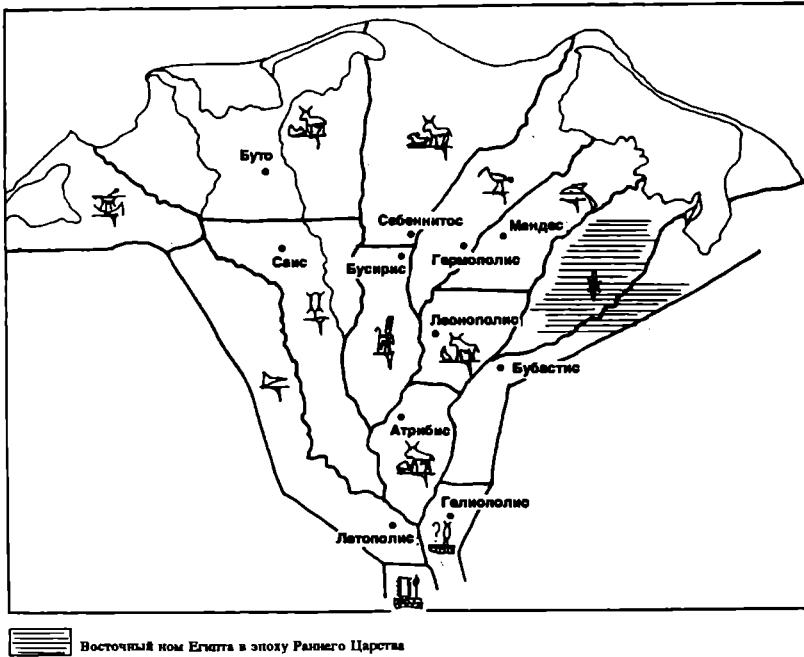 Буто
Себеннитос
Мендес
Саис
Бусирис
Гермополис
Леонополис
Бубастис
Атрибис
Гелиополис
?
Летополис
Восточный ном Египта в эпоху Раннего Царства